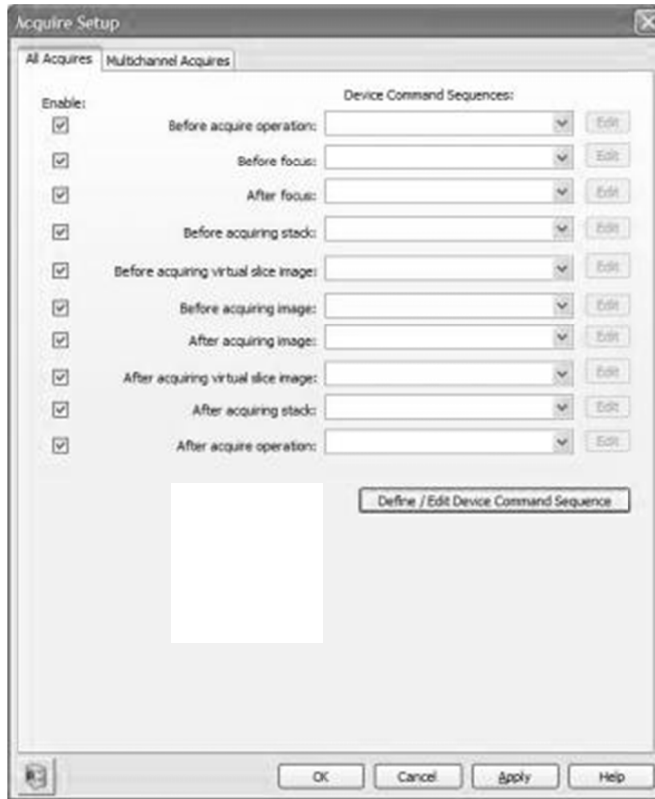 Acquire Setup
All Acquires Multichannel Acquires
Enable: Device Command Sequences:
Before acquire operation: Edit
Before focus: Edit
After focus: Edit
Before acquiring stack: Edit
Before acquiring virtual slice image: Edit
Before acquiring image: Edit
After acquiring image: Edit
After acquiring virtual slice image: Edit
After acquiring stack: Edit
After acquire operation: Edit
Define / Edit Device Command Sequence
OK Cancel Apply Help